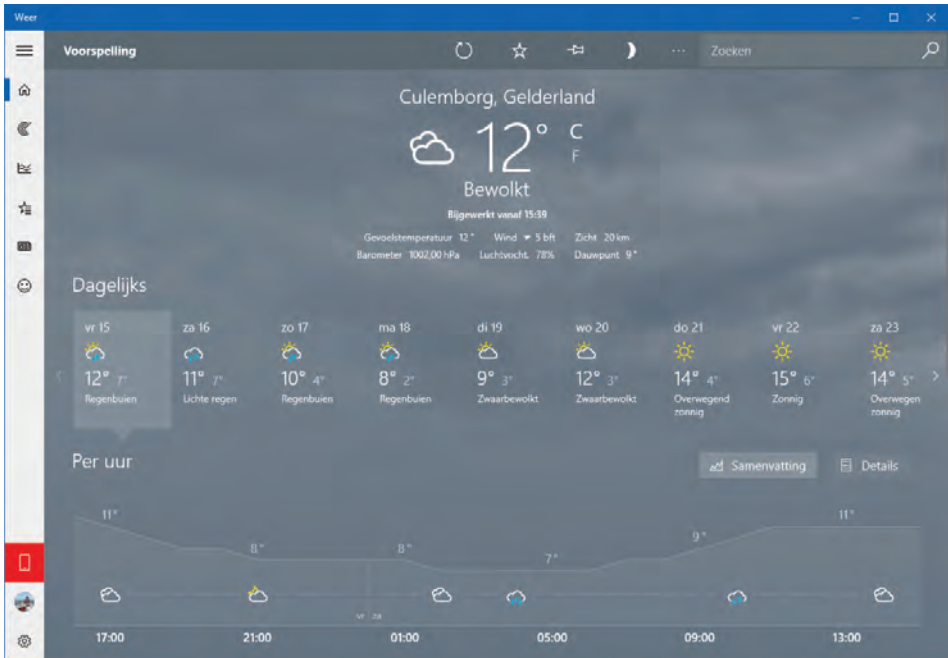 Weer
Voorspelling Zoeken
Culemborg, Gelderland
12° C
F
Bewolkt
Bijgewerkt vanaf 15:39
Gevoelstemperatuur 12° Wind 5 bft Zicht 20 km
Barometer 1002,00 hPa Luchtvocht. 78% Dauwpunt 9°
Dagelijks
vr 15 za 16 zo 17 ma 18 di 19 wo 20 do 21 vr 22 za 23
12° 7° 11° 7° 10° 4° 8° 2° 9° 3° 12° 3° 14° 4° 15° 6° 14° 5°
Regenbuien Lichte regen Regenbuien Regenbuien Zwaarbewolkt Zwaarbewolkt Overwegend Zonnig Overwegen
zonnig zonnig
Per uur Samenvatting Details
11° 8° 8° 7° 9° 11°
vr za
17:00 21:00 01:00 05:00 09:00 13:00